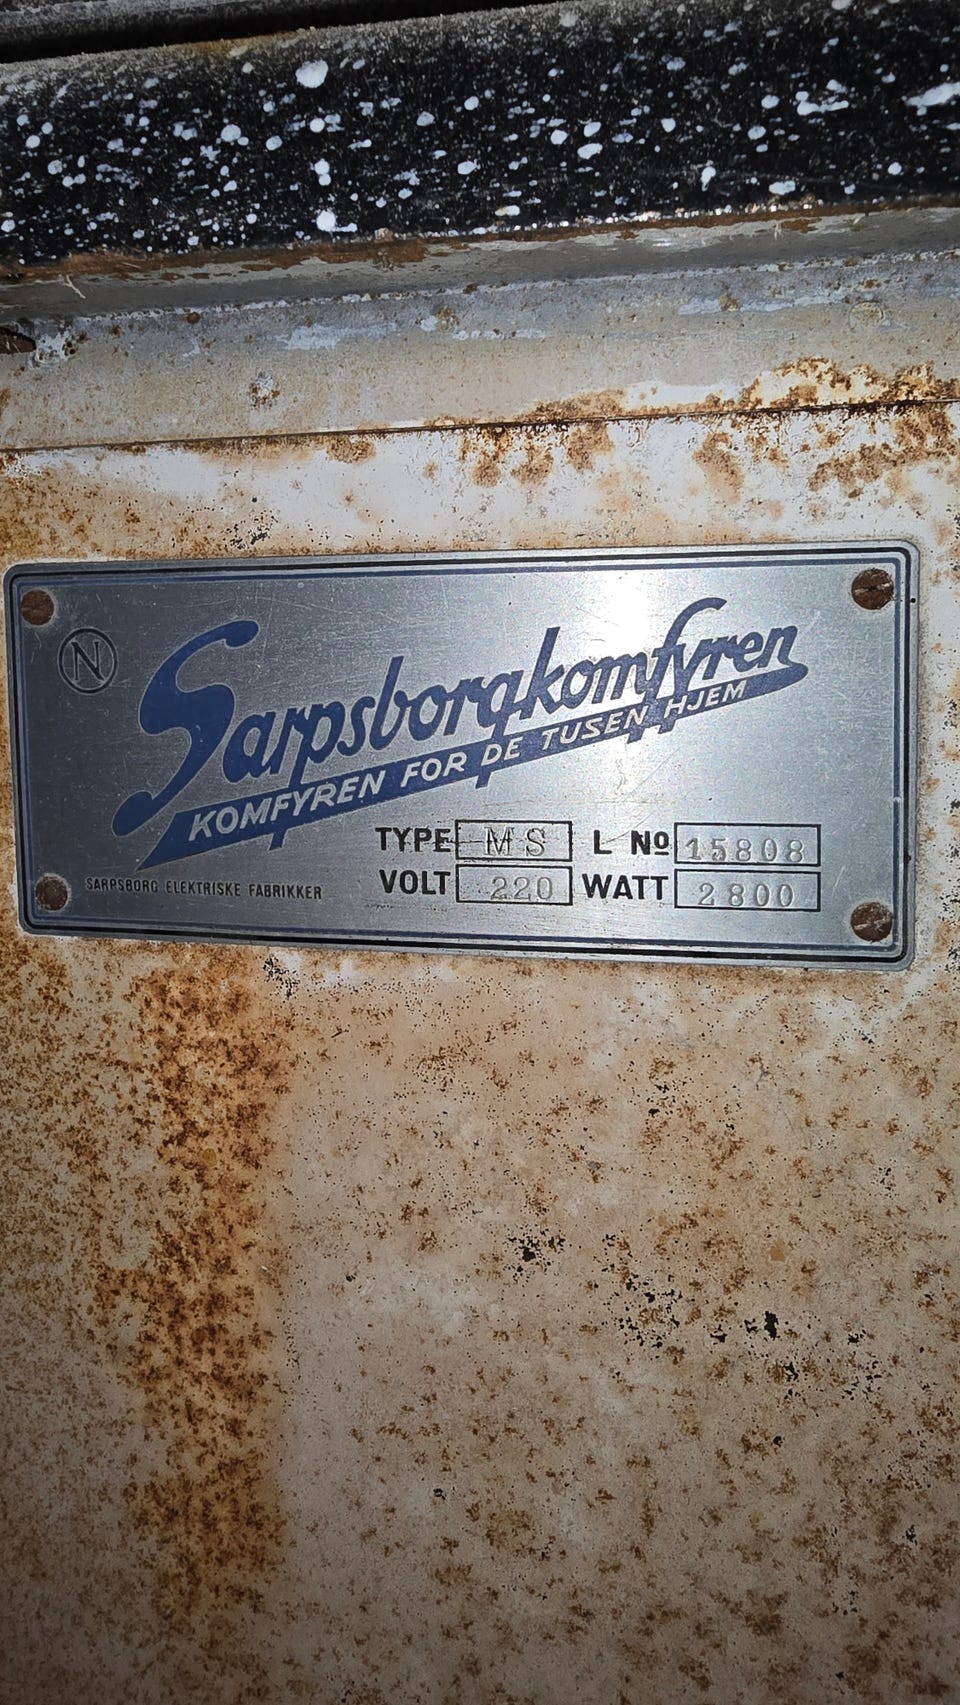 N
Sarpsborgkomfyren
KOMFYREN FOR DE TUSEN HJEM
TYPE MS L Nº 15808
VOLT 220 WATT 2800
SARPSBORG ELEKTRISKE FABRIKKER